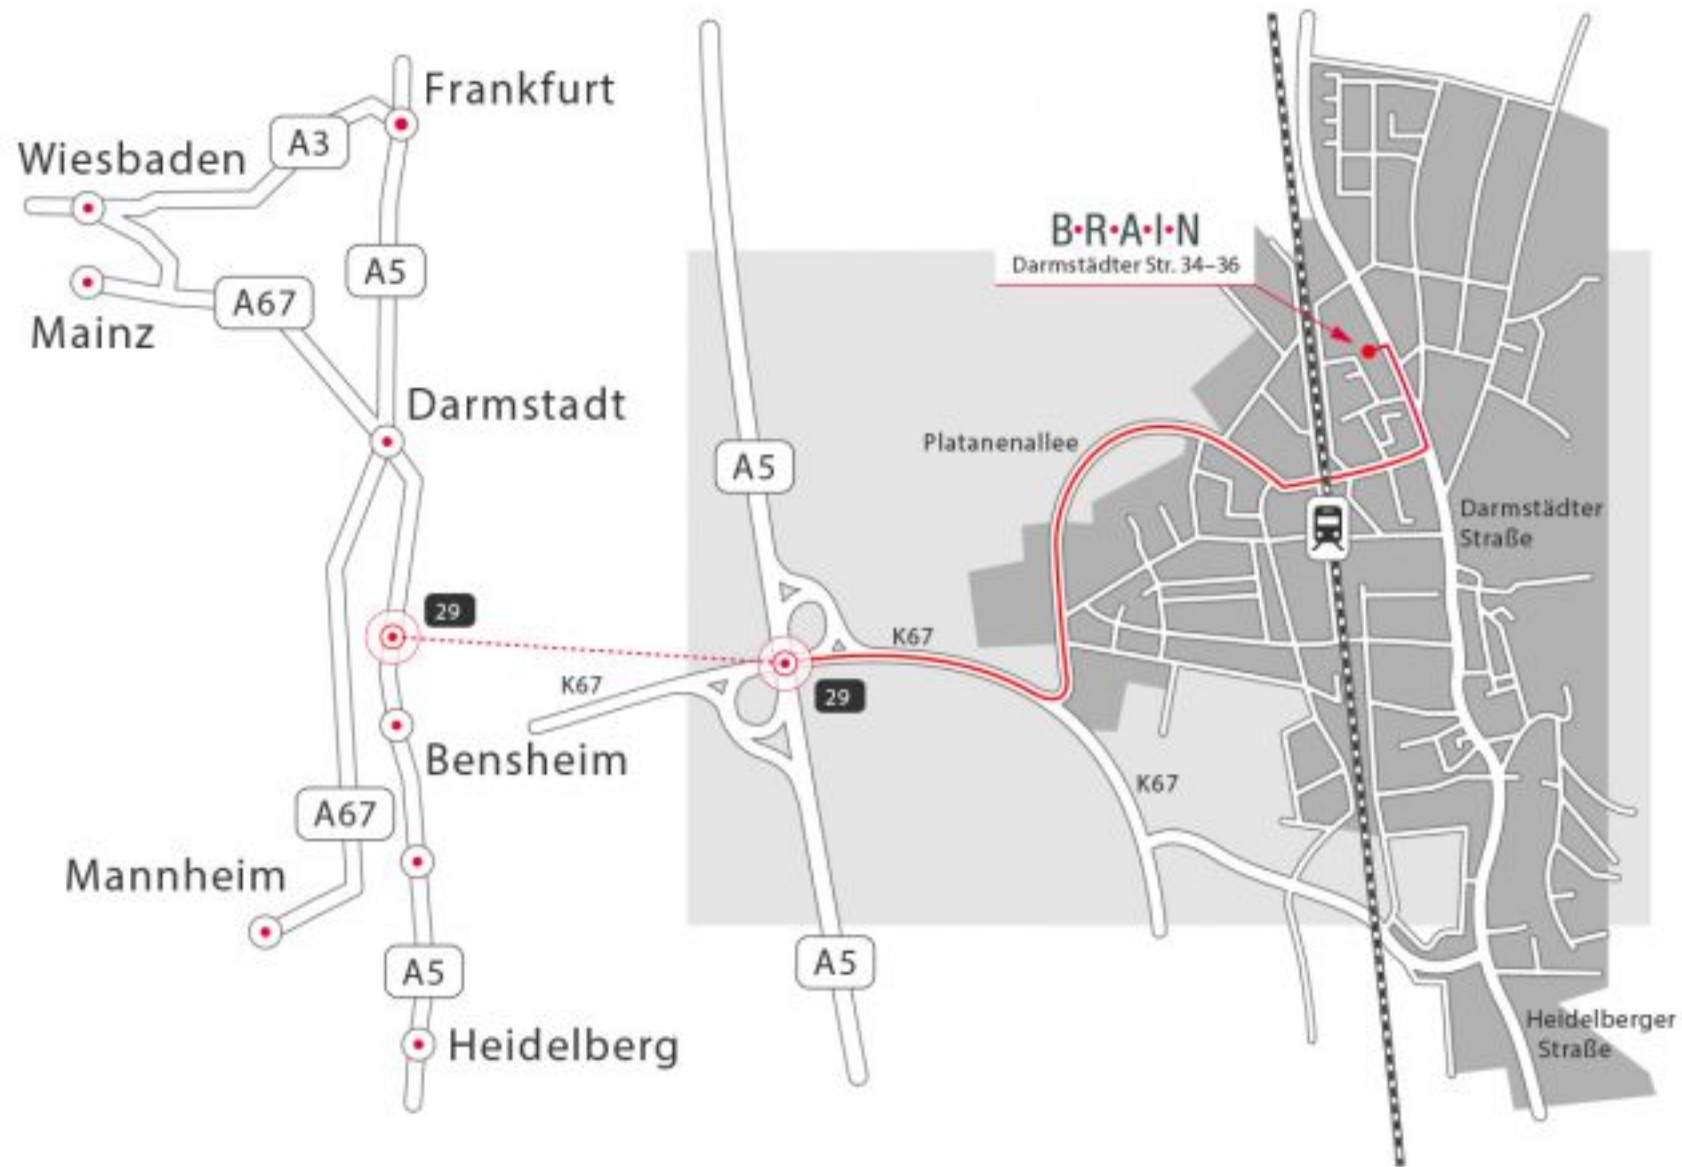 Frankfurt
A3
Wiesbaden
B·R·A·I·N
Darmstädter Str. 34–36
A5
A67
Mainz
Darmstadt
Platanenallee
A5
Darmstädter
Straße
29
K67
K67
29
Bensheim
K67
A67
Mannheim
A5
A5
Heidelberg
Heidelberger
Straße